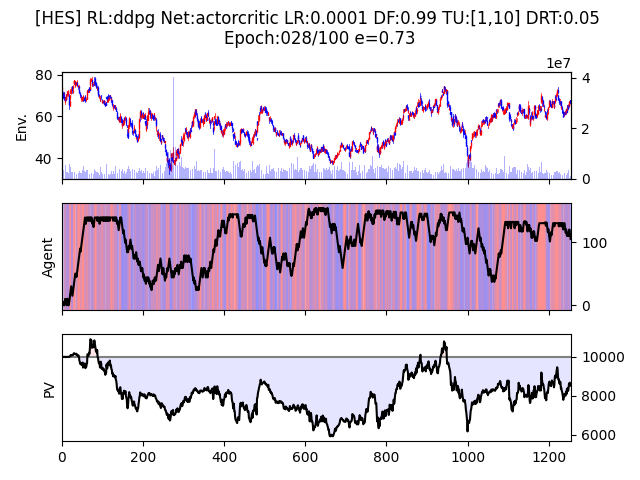 [HES] RL:ddpg Net:actorcritic LR:0.0001 DF:0.99 TU:[1,10] DRT:0.05
Epoch:028/100 e=0.73
1e7
80
60
40
Env.
4
2
0
Agent
100
0
PV
10000
8000
6000
0 200 400 600 800 1000 1200